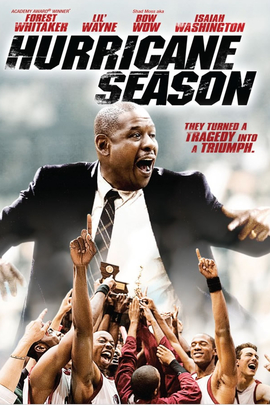 ACADEMY AWARD® WINNER
FOREST WHITAKER
LIL' WAYNE
Shad Moss aka
BOW WOW
ISAIAH WASHINGTON
HURRICANE
SEASON
THEY TURNED A
TRAGEDY INTO
A TRIUMPH.